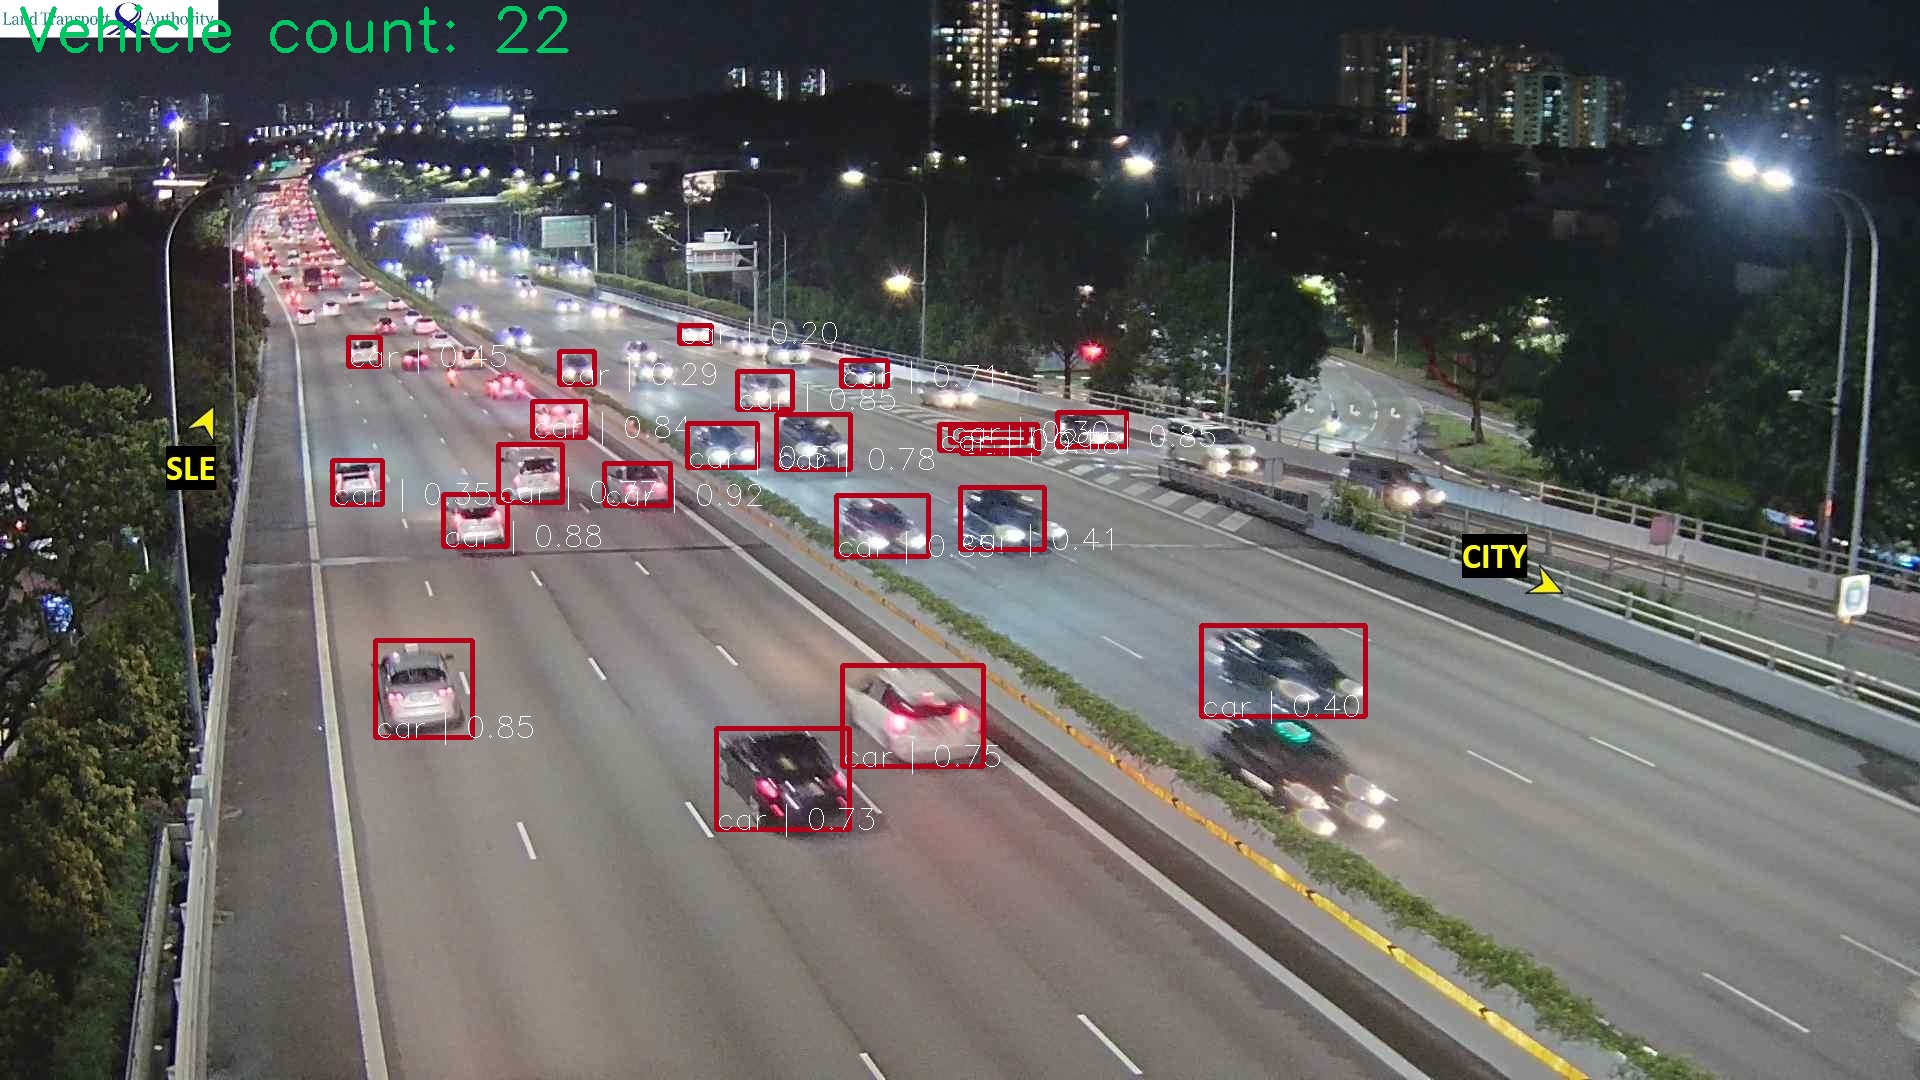 Land Transport Authority
Vehicle count: 22
car | 0.20
car | 0.45
car | 0.29
car | 0.71
car | 0.85
car | 0.84
car | 0.85
car | 0.78
car | 0.35
car | 0.92
car | 0.88
car | 0.41
SLE
CITY
car | 0.40
car | 0.85
car | 0.75
car | 0.73